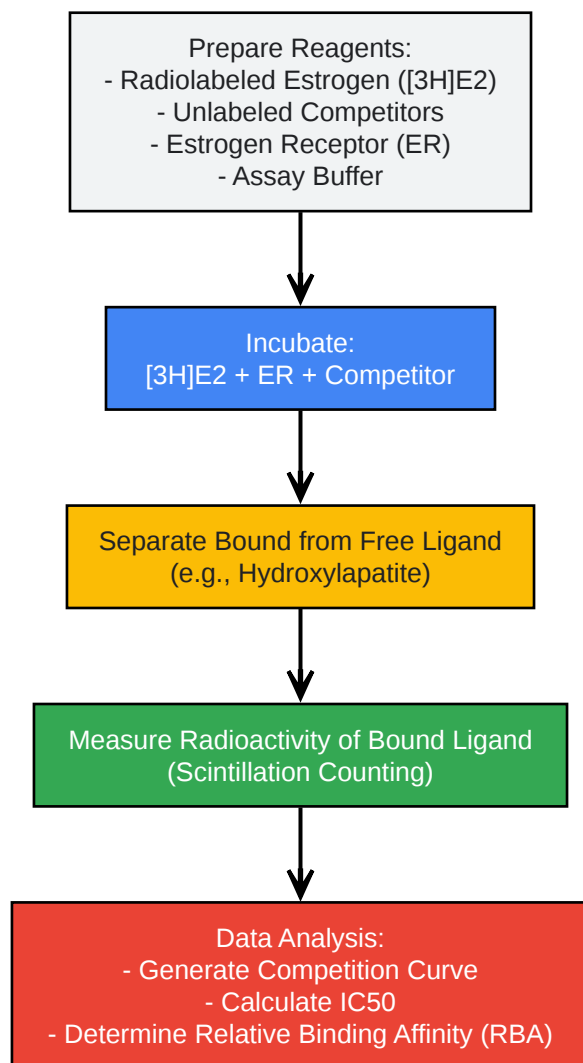 Prepare Reagents:
- Radiolabeled Estrogen ([3H]E2)
- Unlabeled Competitors
- Estrogen Receptor (ER)
- Assay Buffer
Incubate:
[3H]E2 + ER + Competitor
Separate Bound from Free Ligand
(e.g., Hydroxylapatite)
Measure Radioactivity of Bound Ligand
(Scintillation Counting)
Data Analysis:
- Generate Competition Curve
- Calculate IC50
- Determine Relative Binding Affinity (RBA)